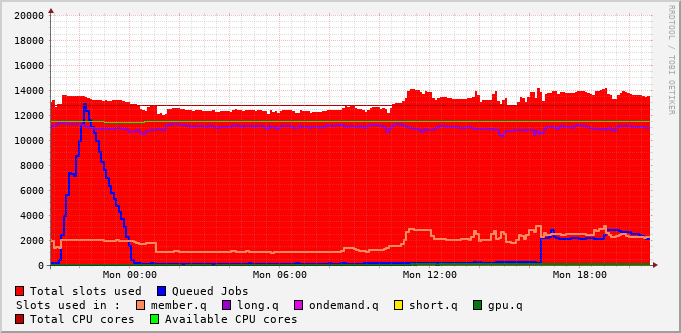 RRDTOOL / TOBI OETIKER
20000
18000
16000
14000
12000
10000
8000
6000
4000
2000
0
Mon 00:00 Mon 06:00 Mon 12:00 Mon 18:00
Total slots used Queued Jobs
Slots used in : member.q long.q ondemand.q short.q gpu.q
Total CPU cores Available CPU cores